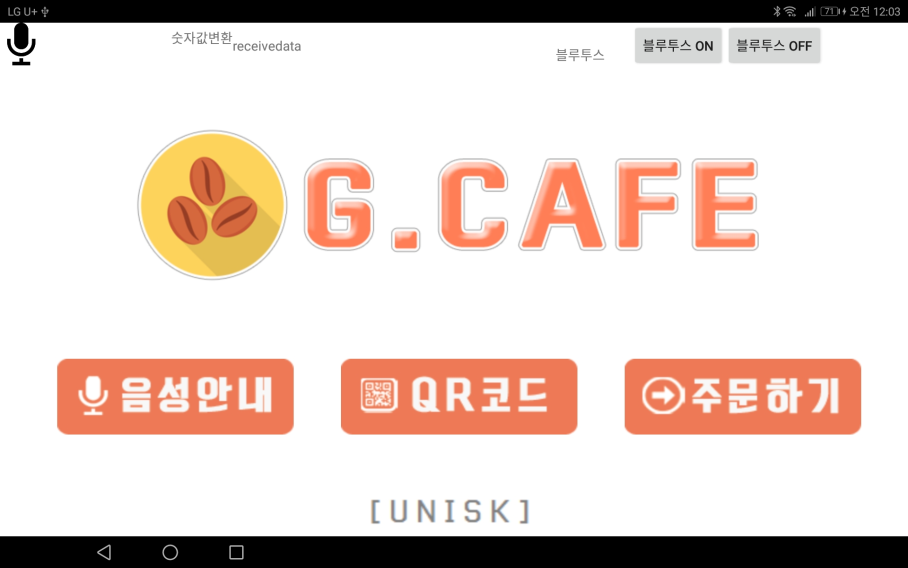 LG U+ 71 오전 12:03
숫자값변환 receivedata 블루투스 블루투스 ON 블루투스 OFF
G.CAFE
음성안내 QR코드 주문하기
[UNISK]